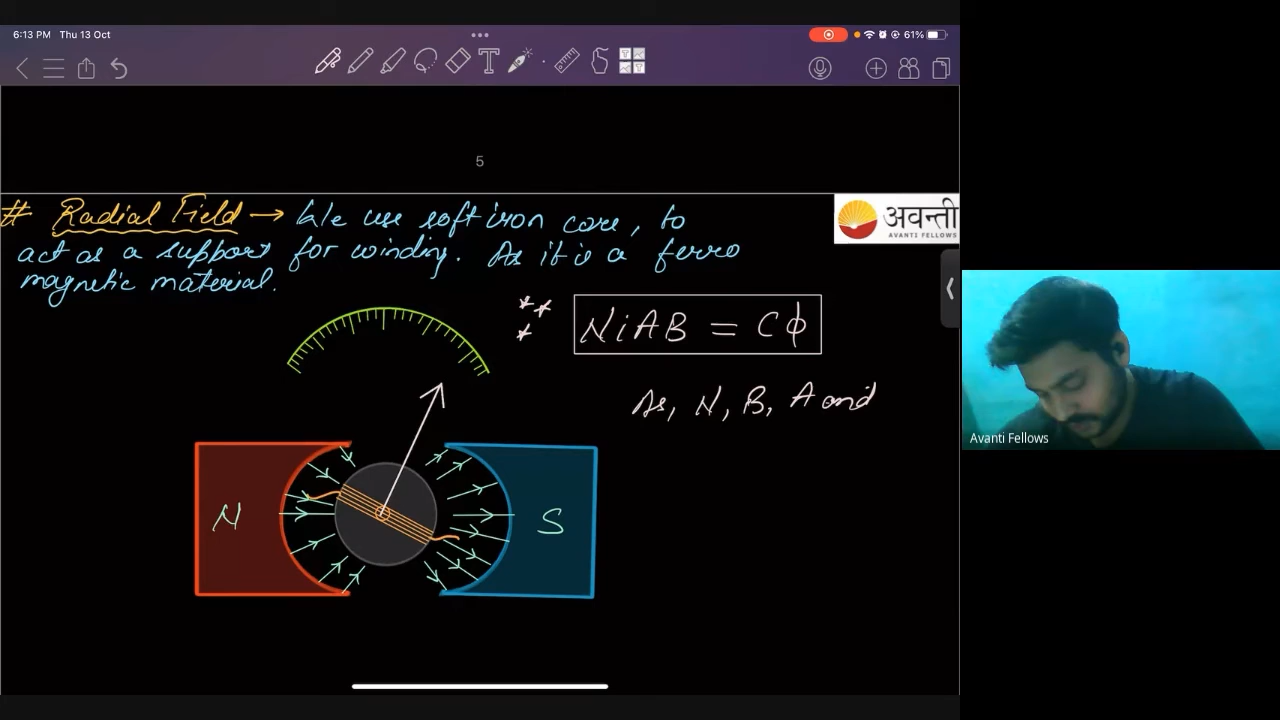 6:13 PM Thu 13 Oct
61%
5
# Radial Field → We use soft iron core, to
act as a support for winding. As it is a ferro
magnetic material.
अवन्ती
AVANTI FELLOWS
NiAB = Cϕ
As, N, B, A and
N
S
Avanti Fellows